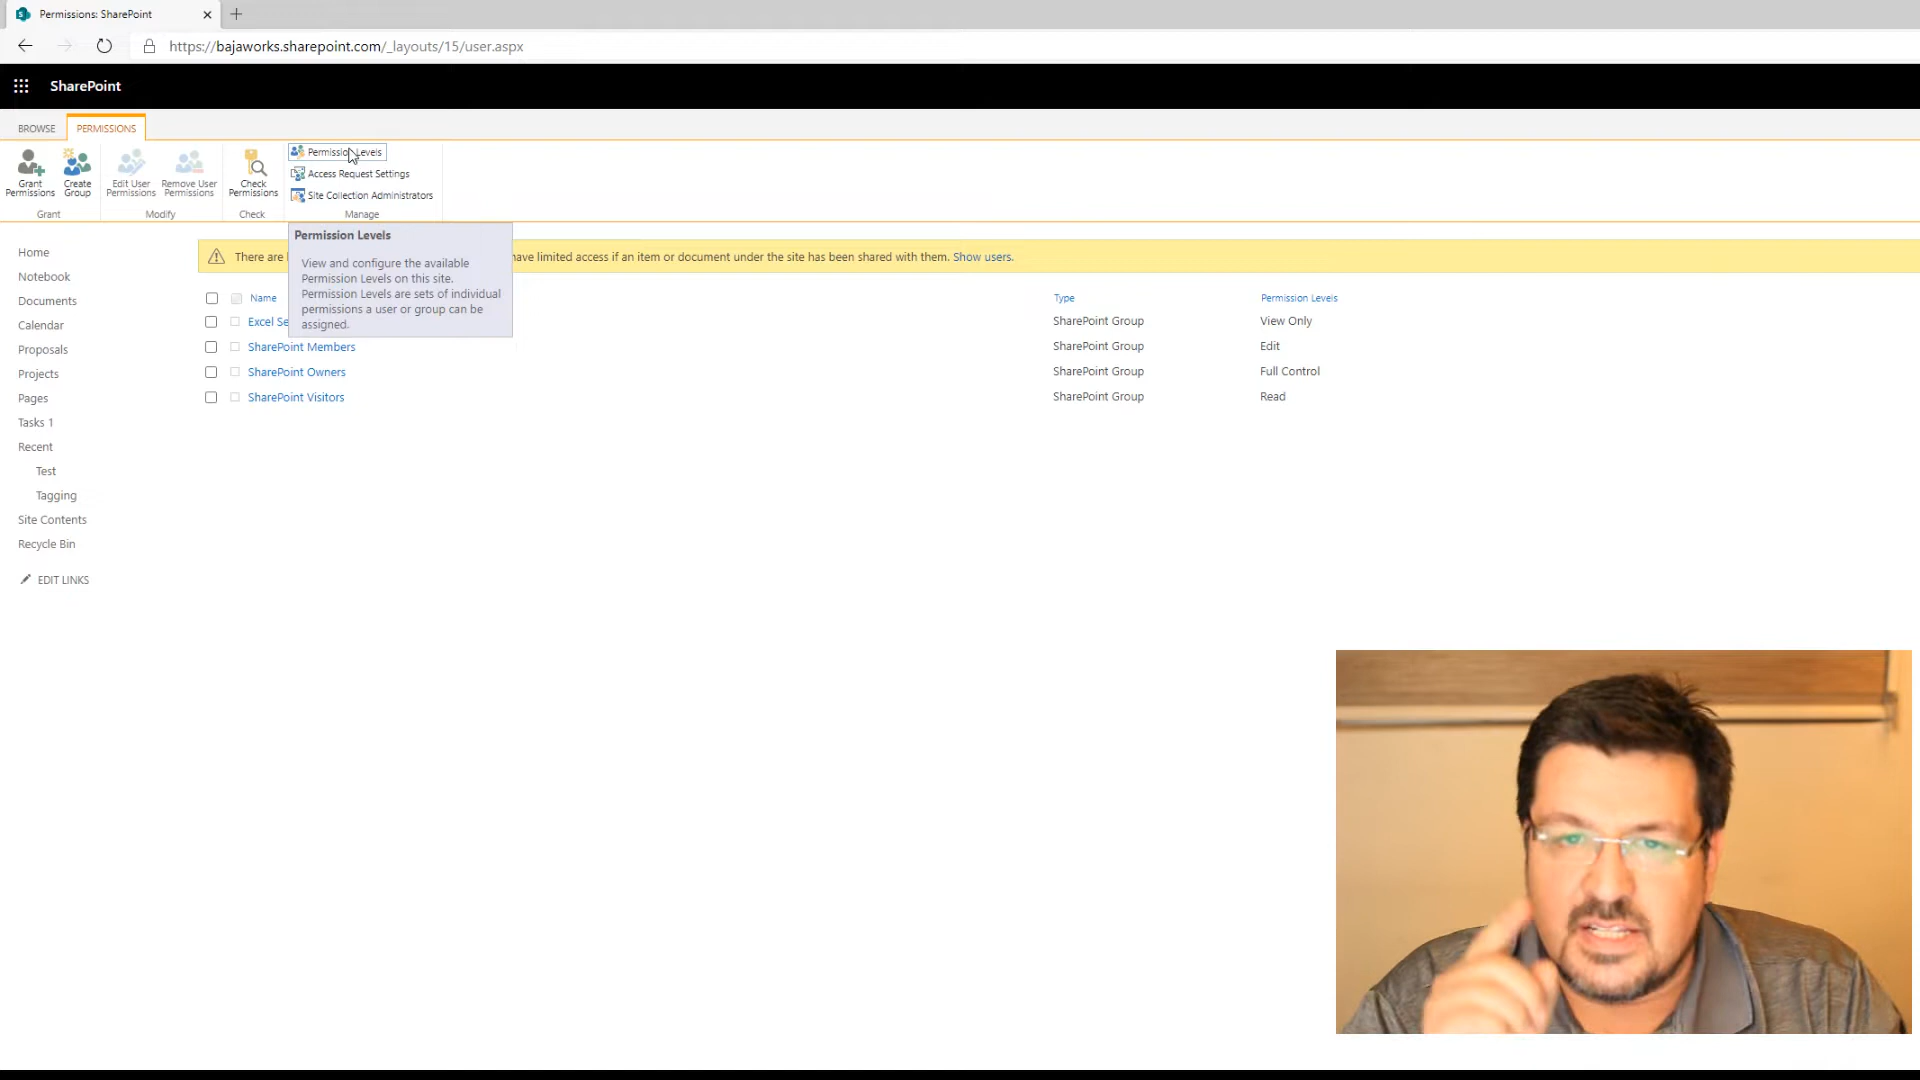 Permissions: SharePoint
https://bajaworks.sharepoint.com/_layouts/15/user.aspx
SharePoint
BROWSE PERMISSIONS
Grant Permissions
Create Group
Edit User Permissions
Remove User Permissions
Check Permissions
Permission Levels
Access Request Settings
Site Collection Administrators
Grant Modify Check Manage
Permission Levels
View and configure the available
Permission Levels on this site.
Permission Levels are sets of individual
permissions a user or group can be
assigned.
There are have limited access if an item or document under the site has been shared with them. Show users.
Name Type Permission Levels
Excel SharePoint Group View Only
SharePoint Members SharePoint Group Edit
SharePoint Owners SharePoint Group Full Control
SharePoint Visitors SharePoint Group Read
Home
Notebook
Documents
Calendar
Proposals
Projects
Pages
Tasks 1
Recent
Test
Tagging
Site Contents
Recycle Bin
EDIT LINKS